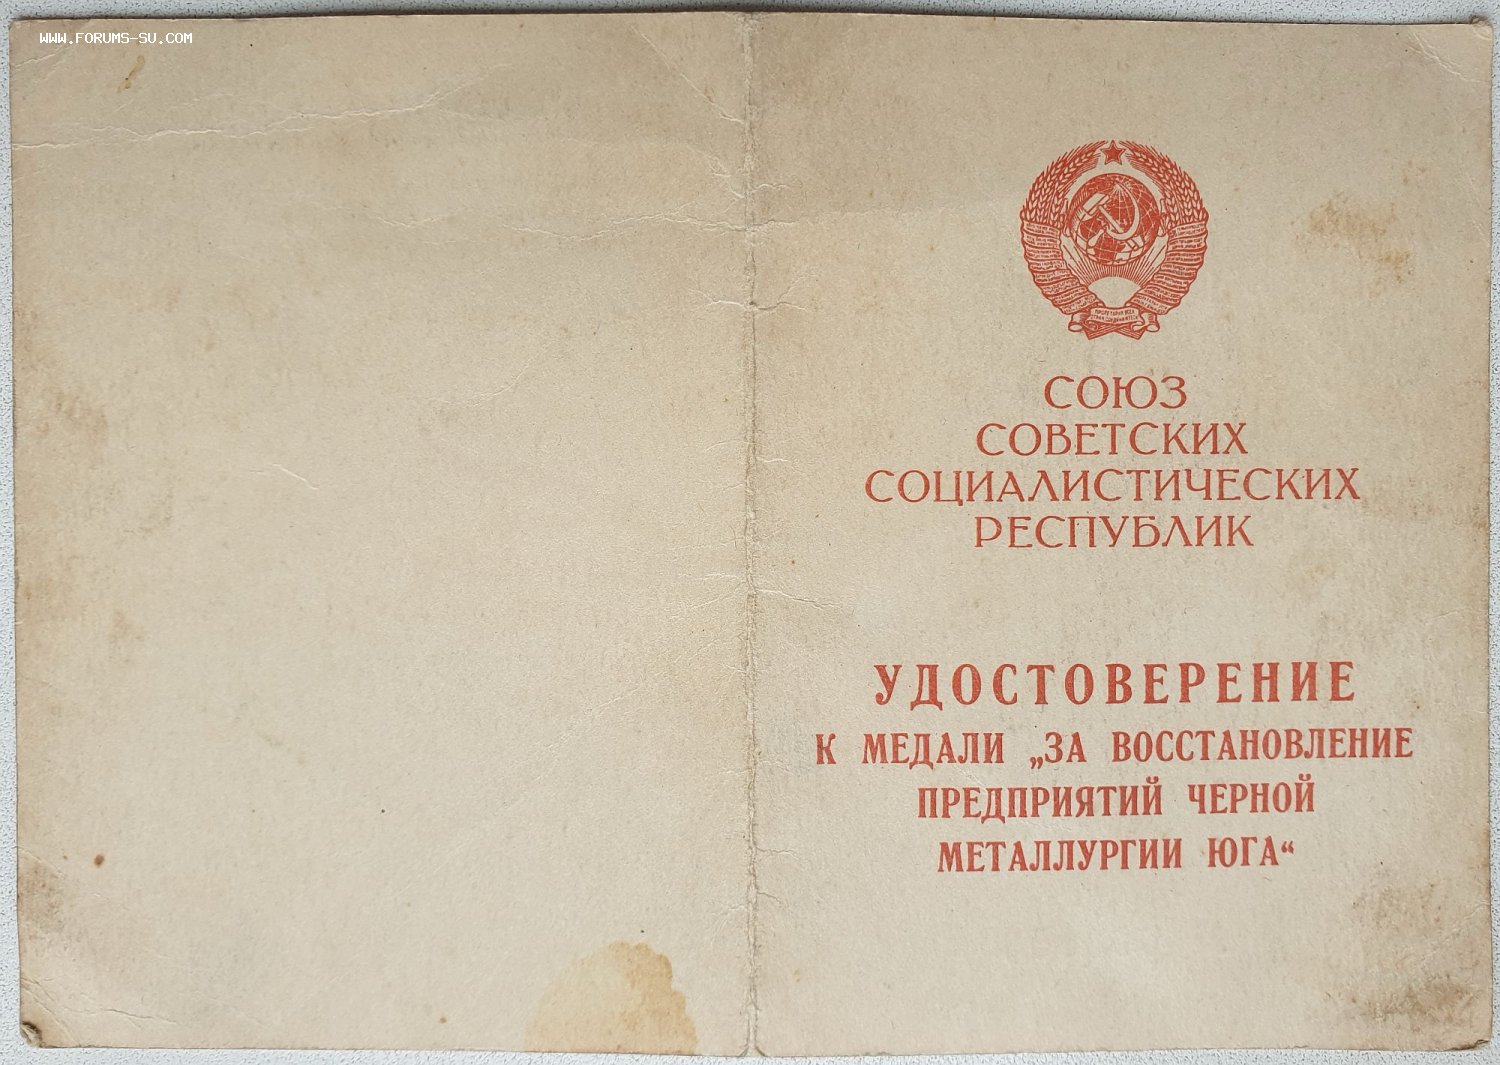 WWW.FORUMS-SU.COM
СОЮЗ
СОВЕТСКИХ
СОЦИАЛИСТИЧЕСКИХ
РЕСПУБЛИК
УДОСТОВЕРЕНИЕ
К МЕДАЛИ „ЗА ВОССТАНОВЛЕНИЕ
ПРЕДПРИЯТИЙ ЧЕРНОЙ
МЕТАЛЛУРГИИ ЮГА“